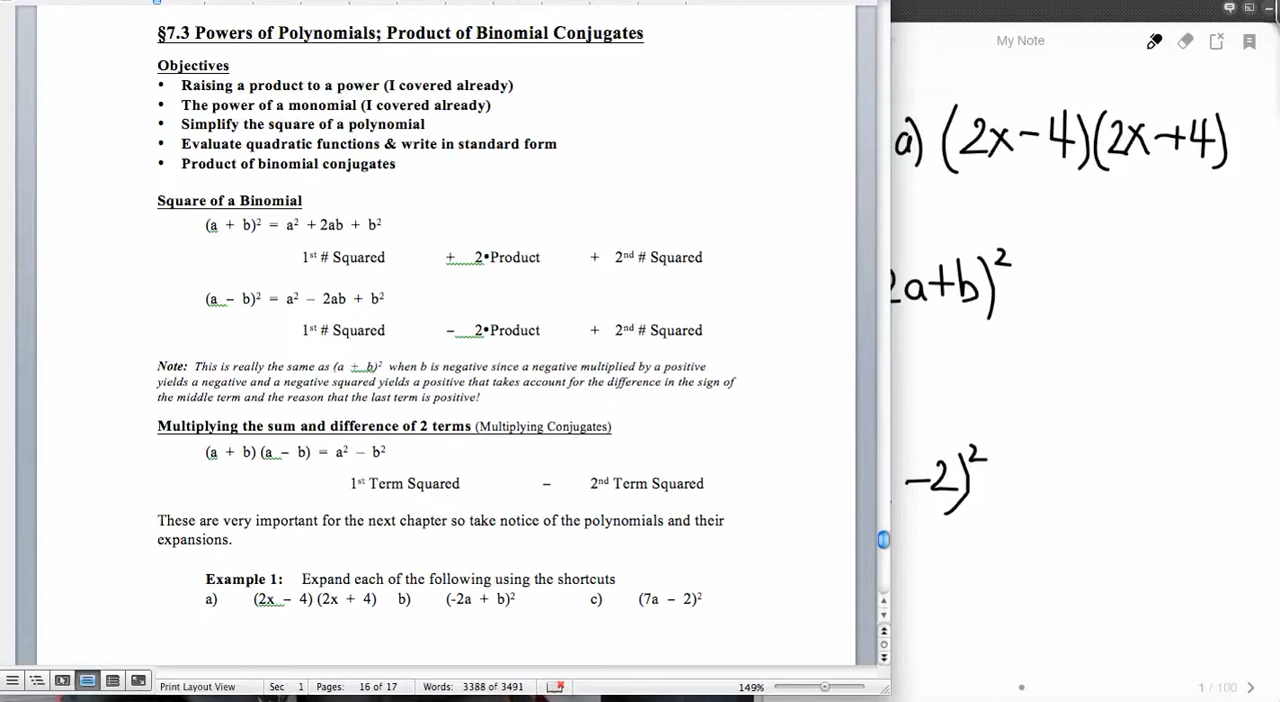 §7.3 Powers of Polynomials; Product of Binomial Conjugates
Objectives
• Raising a product to a power (I covered already)
• The power of a monomial (I covered already)
• Simplify the square of a polynomial
• Evaluate quadratic functions & write in standard form
• Product of binomial conjugates
Square of a Binomial
(a + b)² = a² + 2ab + b²
1st # Squared + 2•Product + 2nd # Squared
(a – b)² = a² – 2ab + b²
1st # Squared – 2•Product + 2nd # Squared
Note: This is really the same as (a + b)² when b is negative since a negative multiplied by a positive
yields a negative and a negative squared yields a positive that takes account for the difference in the sign of
the middle term and the reason that the last term is positive!
Multiplying the sum and difference of 2 terms (Multiplying Conjugates)
(a + b) (a – b) = a² – b²
1st Term Squared – 2nd Term Squared
These are very important for the next chapter so take notice of the polynomials and their
expansions.
Example 1: Expand each of the following using the shortcuts
a) (2x – 4) (2x + 4) b) (-2a + b)² c) (7a – 2)²
Print Layout View Sec 1 Pages: 16 of 17 Words: 3388 of 3491 149%
My Note
a) (2x-4)(2x+4)
2a+b)²
-2)²
1 / 100